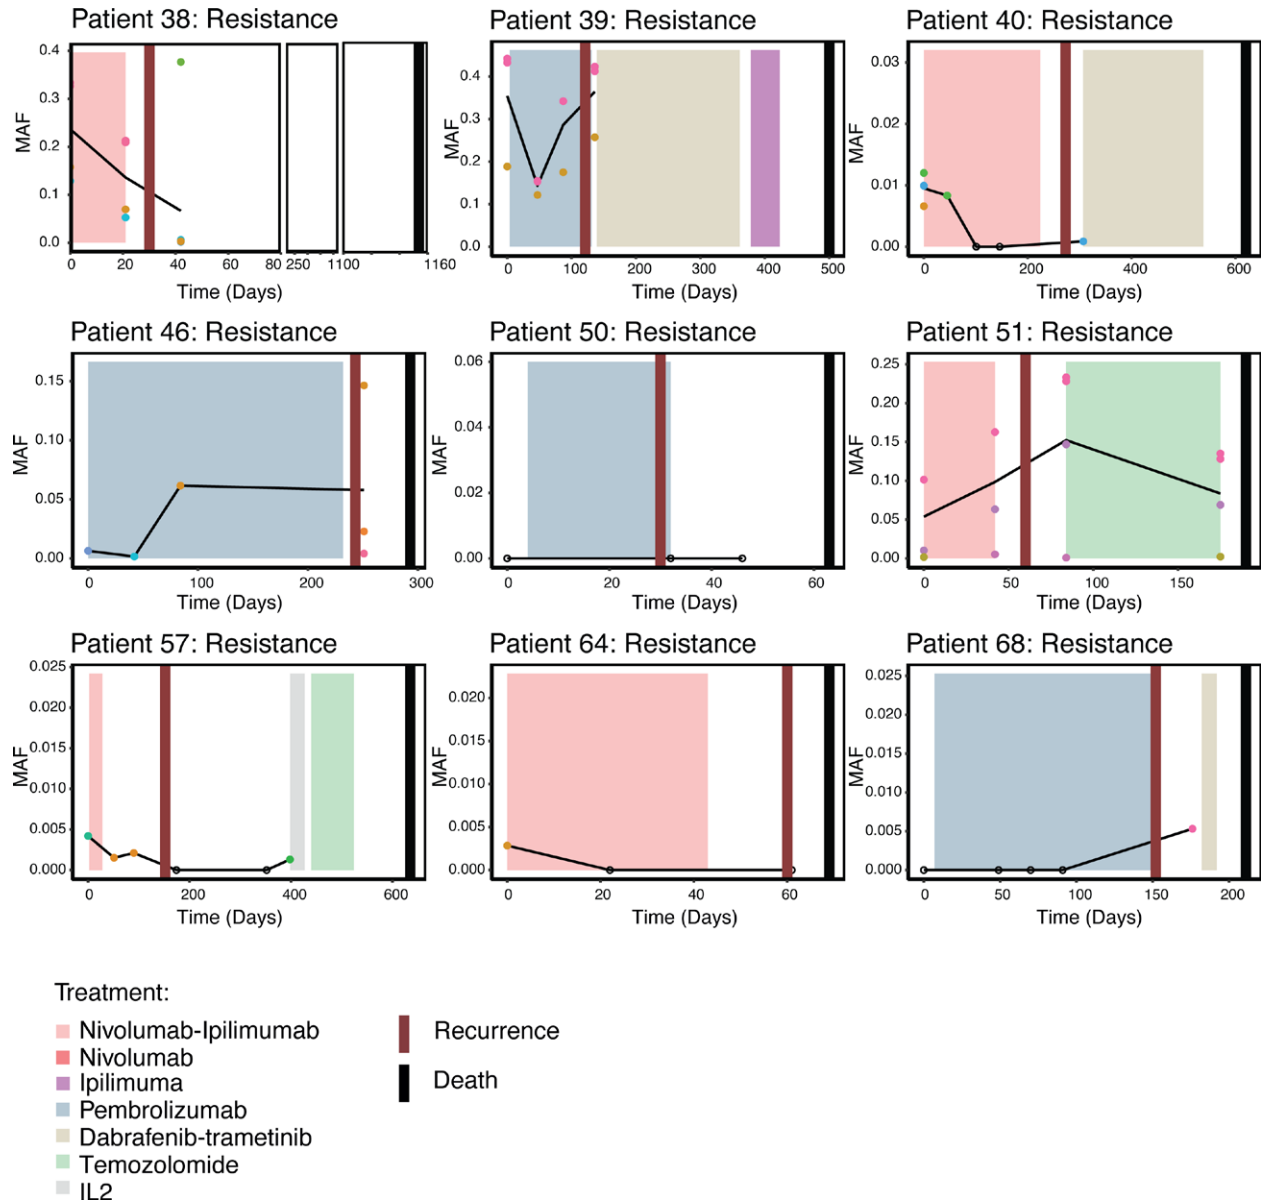 Patient 38: Resistance
Patient 39: Resistance
Patient 40: Resistance
MAF
0.4
0.3
0.2
0.1
0.0
0 20 40 60 80 250 1100 1160
Time (Days)
MAF
0.4
0.3
0.2
0.1
0.0
0 100 200 300 400 500
Time (Days)
MAF
0.03
0.02
0.01
0.00
0 200 400 600
Time (Days)
Patient 46: Resistance
Patient 50: Resistance
Patient 51: Resistance
MAF
0.15
0.10
0.05
0.00
0 100 200 300
Time (Days)
MAF
0.06
0.04
0.02
0.00
0 20 40 60
Time (Days)
MAF
0.25
0.20
0.15
0.10
0.05
0.00
0 50 100 150
Time (Days)
Patient 57: Resistance
Patient 64: Resistance
Patient 68: Resistance
MAF
0.025
0.020
0.015
0.010
0.005
0.000
0 200 400 600
Time (Days)
MAF
0.020
0.015
0.010
0.005
0.000
0 20 40 60
Time (Days)
MAF
0.025
0.020
0.015
0.010
0.005
0.000
0 50 100 150 200
Time (Days)
Treatment:
Nivolumab-Ipilimumab
Nivolumab
Ipilimuma
Pembrolizumab
Dabrafenib-trametinib
Temozolomide
IL2
Recurrence
Death